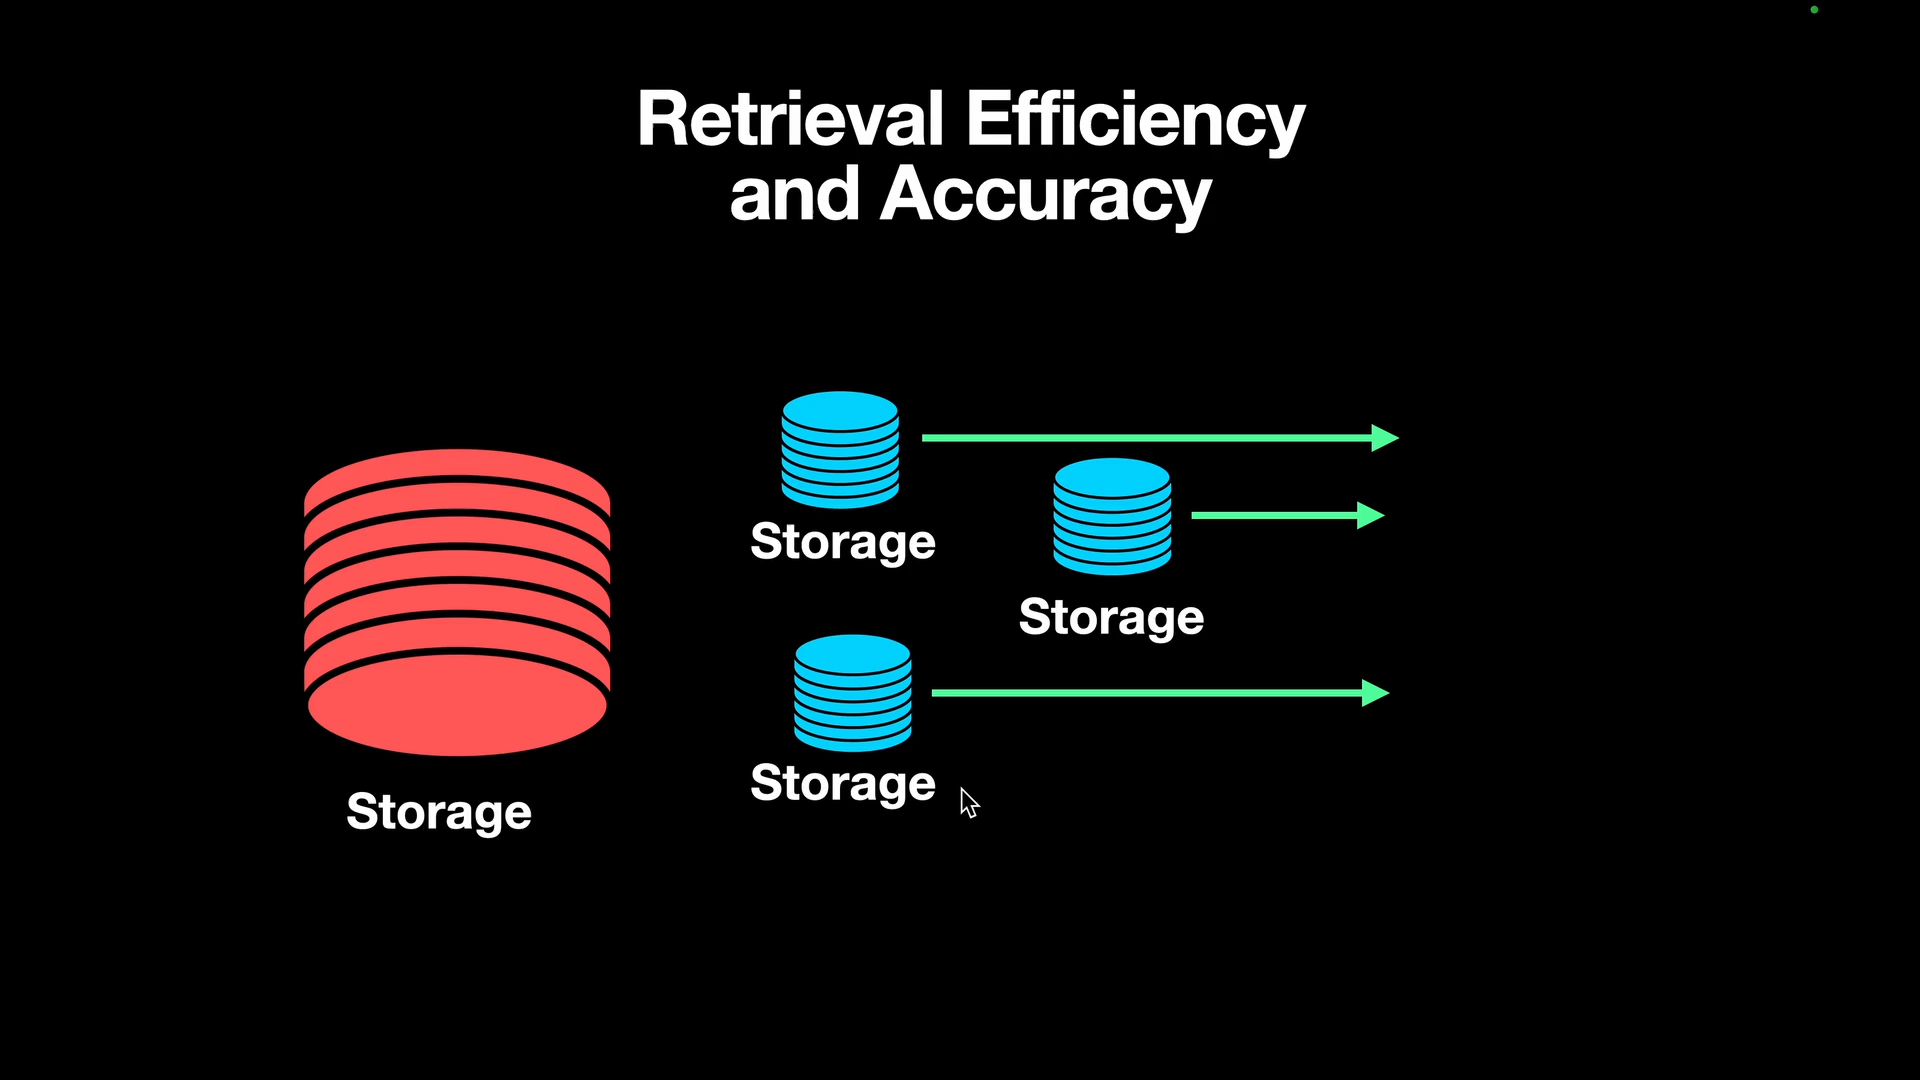 Retrieval Efficiency
and Accuracy
Storage
Storage
Storage
Storage